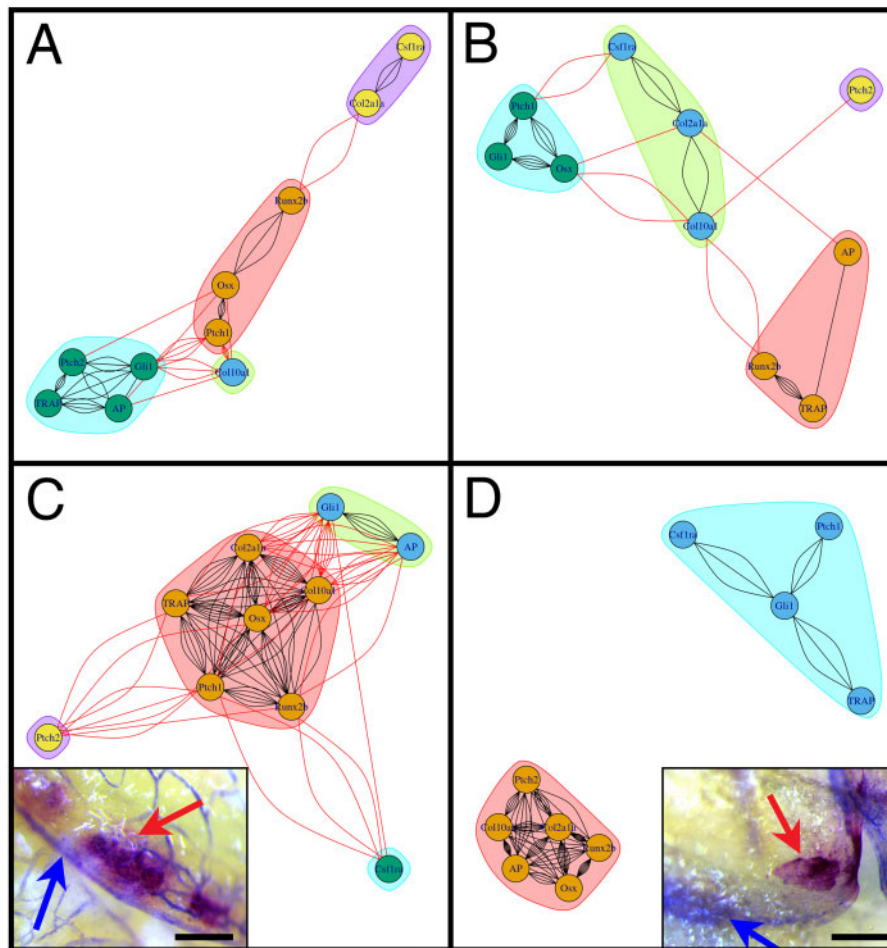 A
Csf1ra
Col2a1a
Runx2b
Osx
Ptch1
Ptch2
Gli1
Col10a1
TRAP
AP
B
Csf1ra
Ptch2
Ptch1
Col2a1a
Gli1
Osx
Col10a1
AP
Runx2b
TRAP
C
Gli1
Col2a1a
AP
Col10a1
TRAP
Osx
Ptch1
Runx2b
Ptch2
Csf1ra
D
Ptch1
Csf1ra
Gli1
TRAP
Ptch2
Col10a1
Col2a1a
Runx2b
AP
Osx